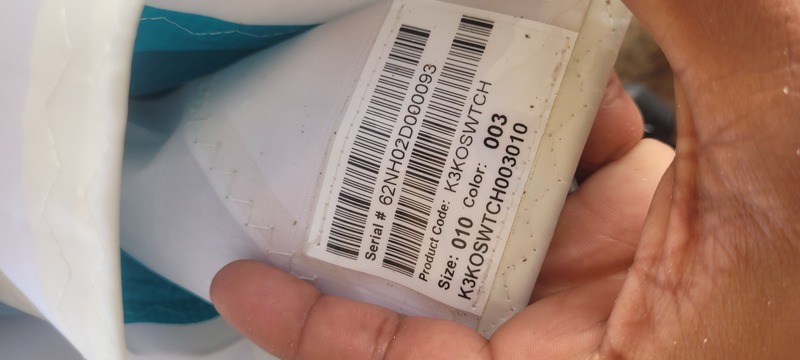 Serial # 62NH02D000093
Product Code: K3KOSWTCH
Size: 010 Color: 003
K3KOSWTCH003010